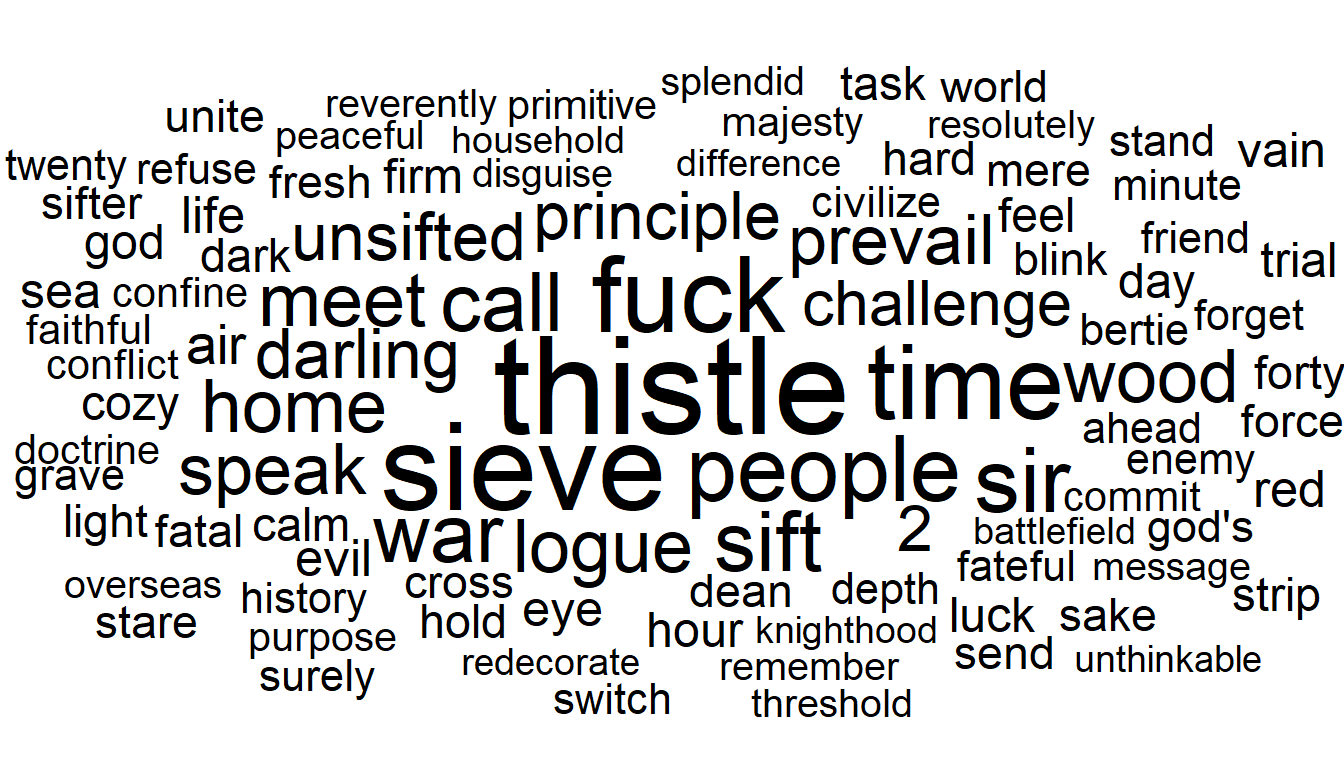 splendid task world
unite reverently primitive majesty resolutely
peaceful household difference stand vain
twenty refuse fresh firm disguise hard mere minute
sifter life unsifted principle civilize feel
god dark prevail blink friend trial
sea confine meet call fuck challenge day
faithful air darling bertie forget
conflict thistle time wood forty
cozy home ahead force
doctrine speak sieve people sir enemy
grave commit red
light fatal calm war logue sift 2 battlefield god's
evil fateful message
overseas history cross dean depth strip
stare hold eye hour knighthood luck sake
purpose redecorate remember send unthinkable
surely switch threshold